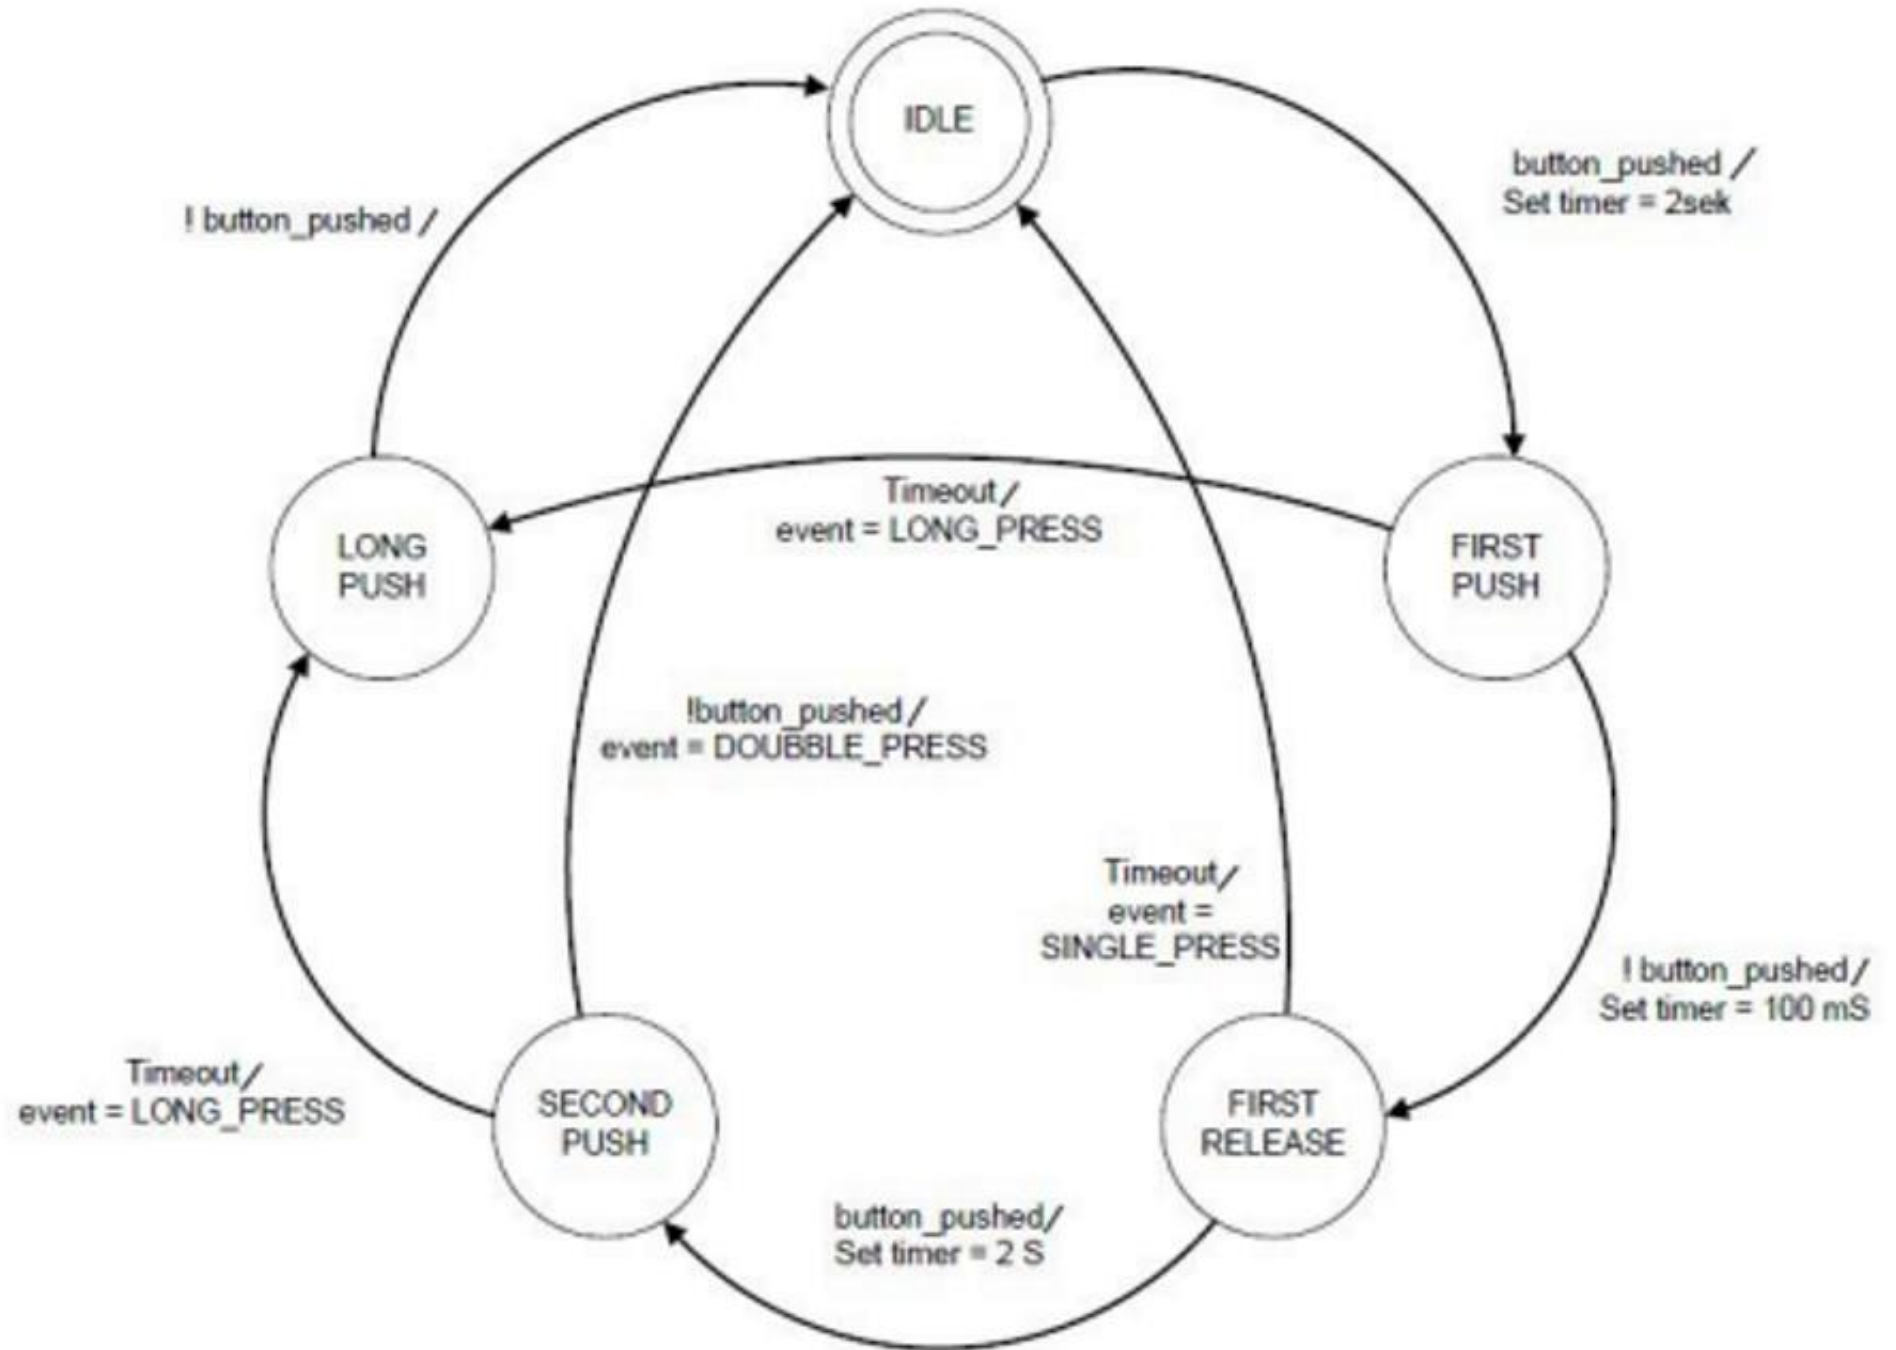 IDLE
button_pushed /
Set timer = 2sek
! button_pushed /
Timeout /
event = LONG_PRESS
LONG
PUSH
FIRST
PUSH
!button_pushed /
event = DOUBBLE_PRESS
Timeout /
event =
SINGLE_PRESS
! button_pushed /
Set timer = 100 mS
Timeout /
event = LONG_PRESS
SECOND
PUSH
FIRST
RELEASE
button_pushed /
Set timer = 2 S